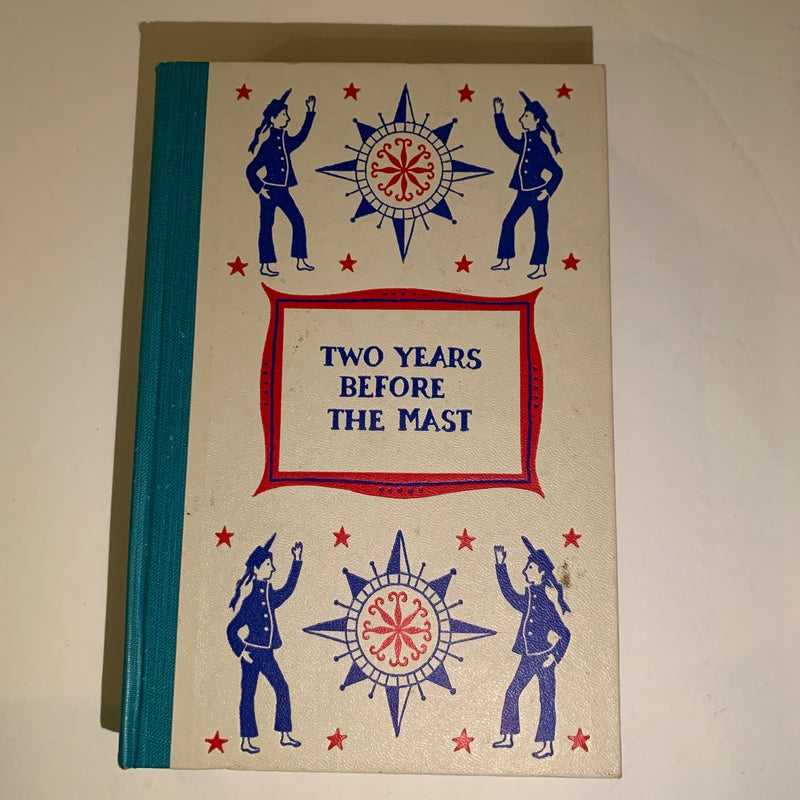 TWO YEARS
BEFORE
THE MAST